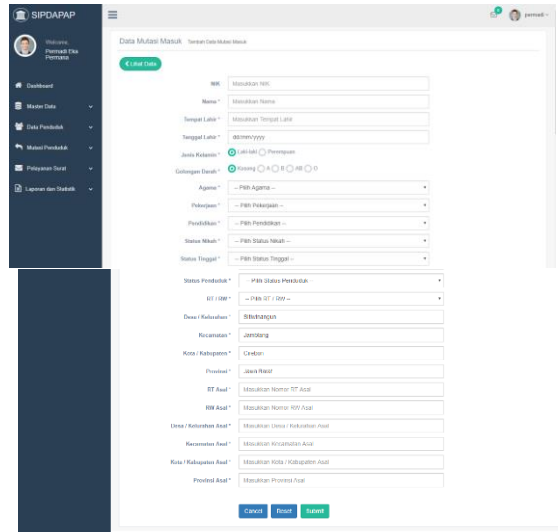 SIPDAPAP
permadi
Welcome,
Permadi Eka
Permana
Dashboard
Master Data
Data Penduduk
Mutasi Penduduk
Pelayanan Surat
Laporan dan Statistik
Data Mutasi Masuk Tambah Data Mutasi Masuk
Lihat Data
NIK Masukkan NIK
Nama * Masukkan Nama
Tempat Lahir * Masukkan Tempat Lahir
Tanggal Lahir * dd/mm/yyyy
Jenis Kelamin * Laki-laki Perempuan
Golongan Darah * Kosong A B AB O
Agama * -- Pilih Agama --
Pekerjaan * -- Pilih Pekerjaan --
Pendidikan * -- Pilih Pendidikan --
Status Nikah * -- Pilih Status Nikah --
Status Tinggal * -- Pilih Status Tinggal --
Status Penduduk * -- Pilih Status Penduduk --
RT / RW * -- Pilih RT / RW --
Desa / Kelurahan * Sitiwinangun
Kecamatan * Jamblang
Kota / Kabupaten * Cirebon
Provinsi * Jawa Barat
RT Asal * Masukkan Nomor RT Asal
RW Asal * Masukkan Nomor RW Asal
Desa / Kelurahan Asal * Masukkan Desa / Kelurahan Asal
Kecamatan Asal * Masukkan Kecamatan Asal
Kota / Kabupaten Asal * Masukkan Kota / Kabupaten Asal
Provinsi Asal * Masukkan Provinsi Asal
Cancel Reset Submit